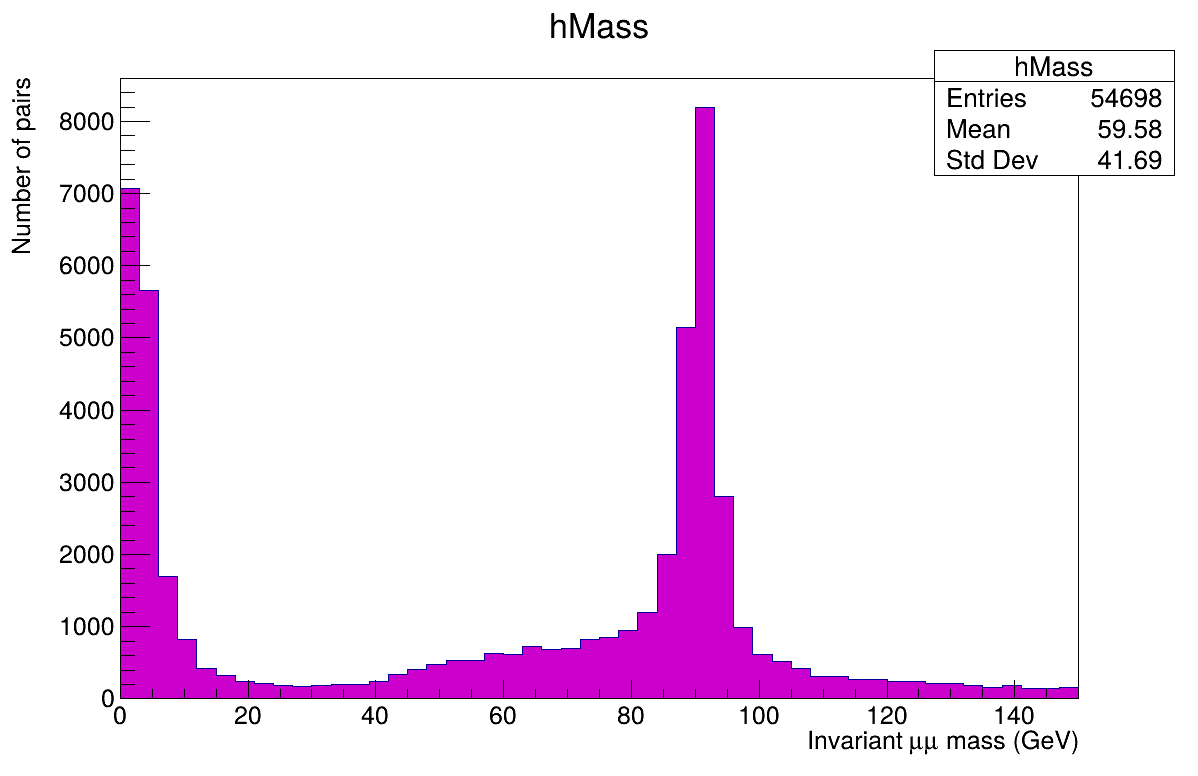 hMass
hMass
Entries 54698
Mean 59.58
Std Dev 41.69
Number of pairs
8000
7000
6000
5000
4000
3000
2000
1000
0
0 20 40 60 80 100 120 140
Invariant μμ mass (GeV)